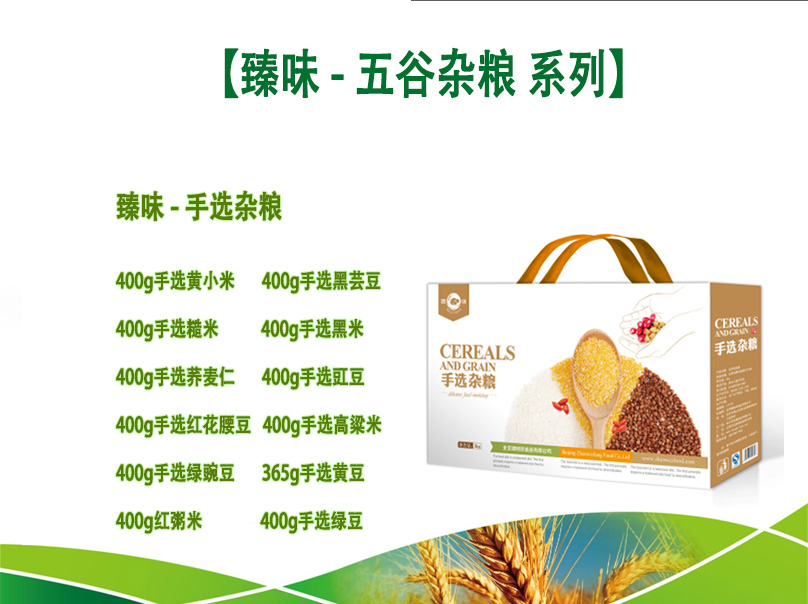 【臻味 - 五谷杂粮 系列】
臻味 - 手选杂粮
400g手选黄小米 400g手选黑芸豆
400g手选糙米 400g手选黑米
400g手选荞麦仁 400g手选豇豆
400g手选红花腰豆 400g手选高粱米
400g手选绿豌豆 365g手选黄豆
400g红粥米 400g手选绿豆
CEREALS
AND GRAIN
手选杂粮
CEREALS
AND GRAIN
手选杂粮